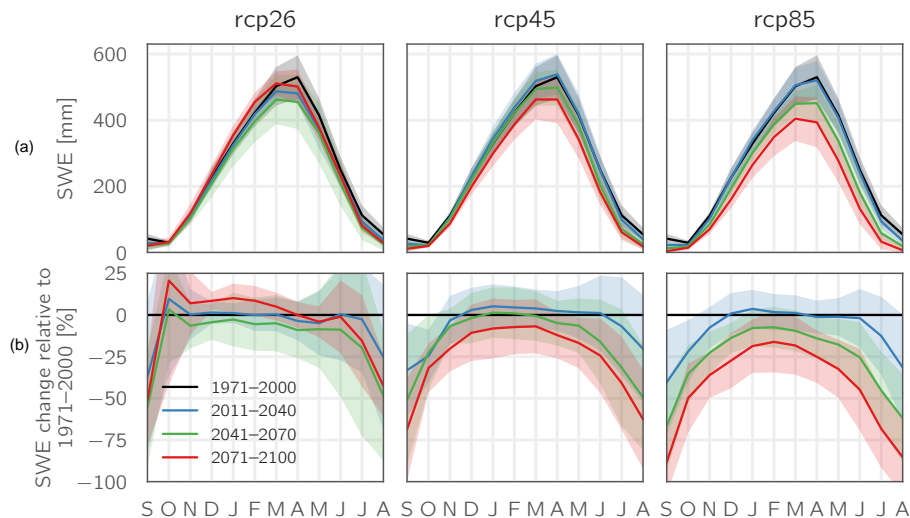 rcp26 rcp45 rcp85
(a)
SWE [mm]
600
400
200
0
(b)
SWE change relative to
1971–2000 [%]
25
0
−25
−50
−75
−100
1971–2000
2011–2040
2041–2070
2071–2100
S O N D J F M A M J J A S O N D J F M A M J J A S O N D J F M A M J J A